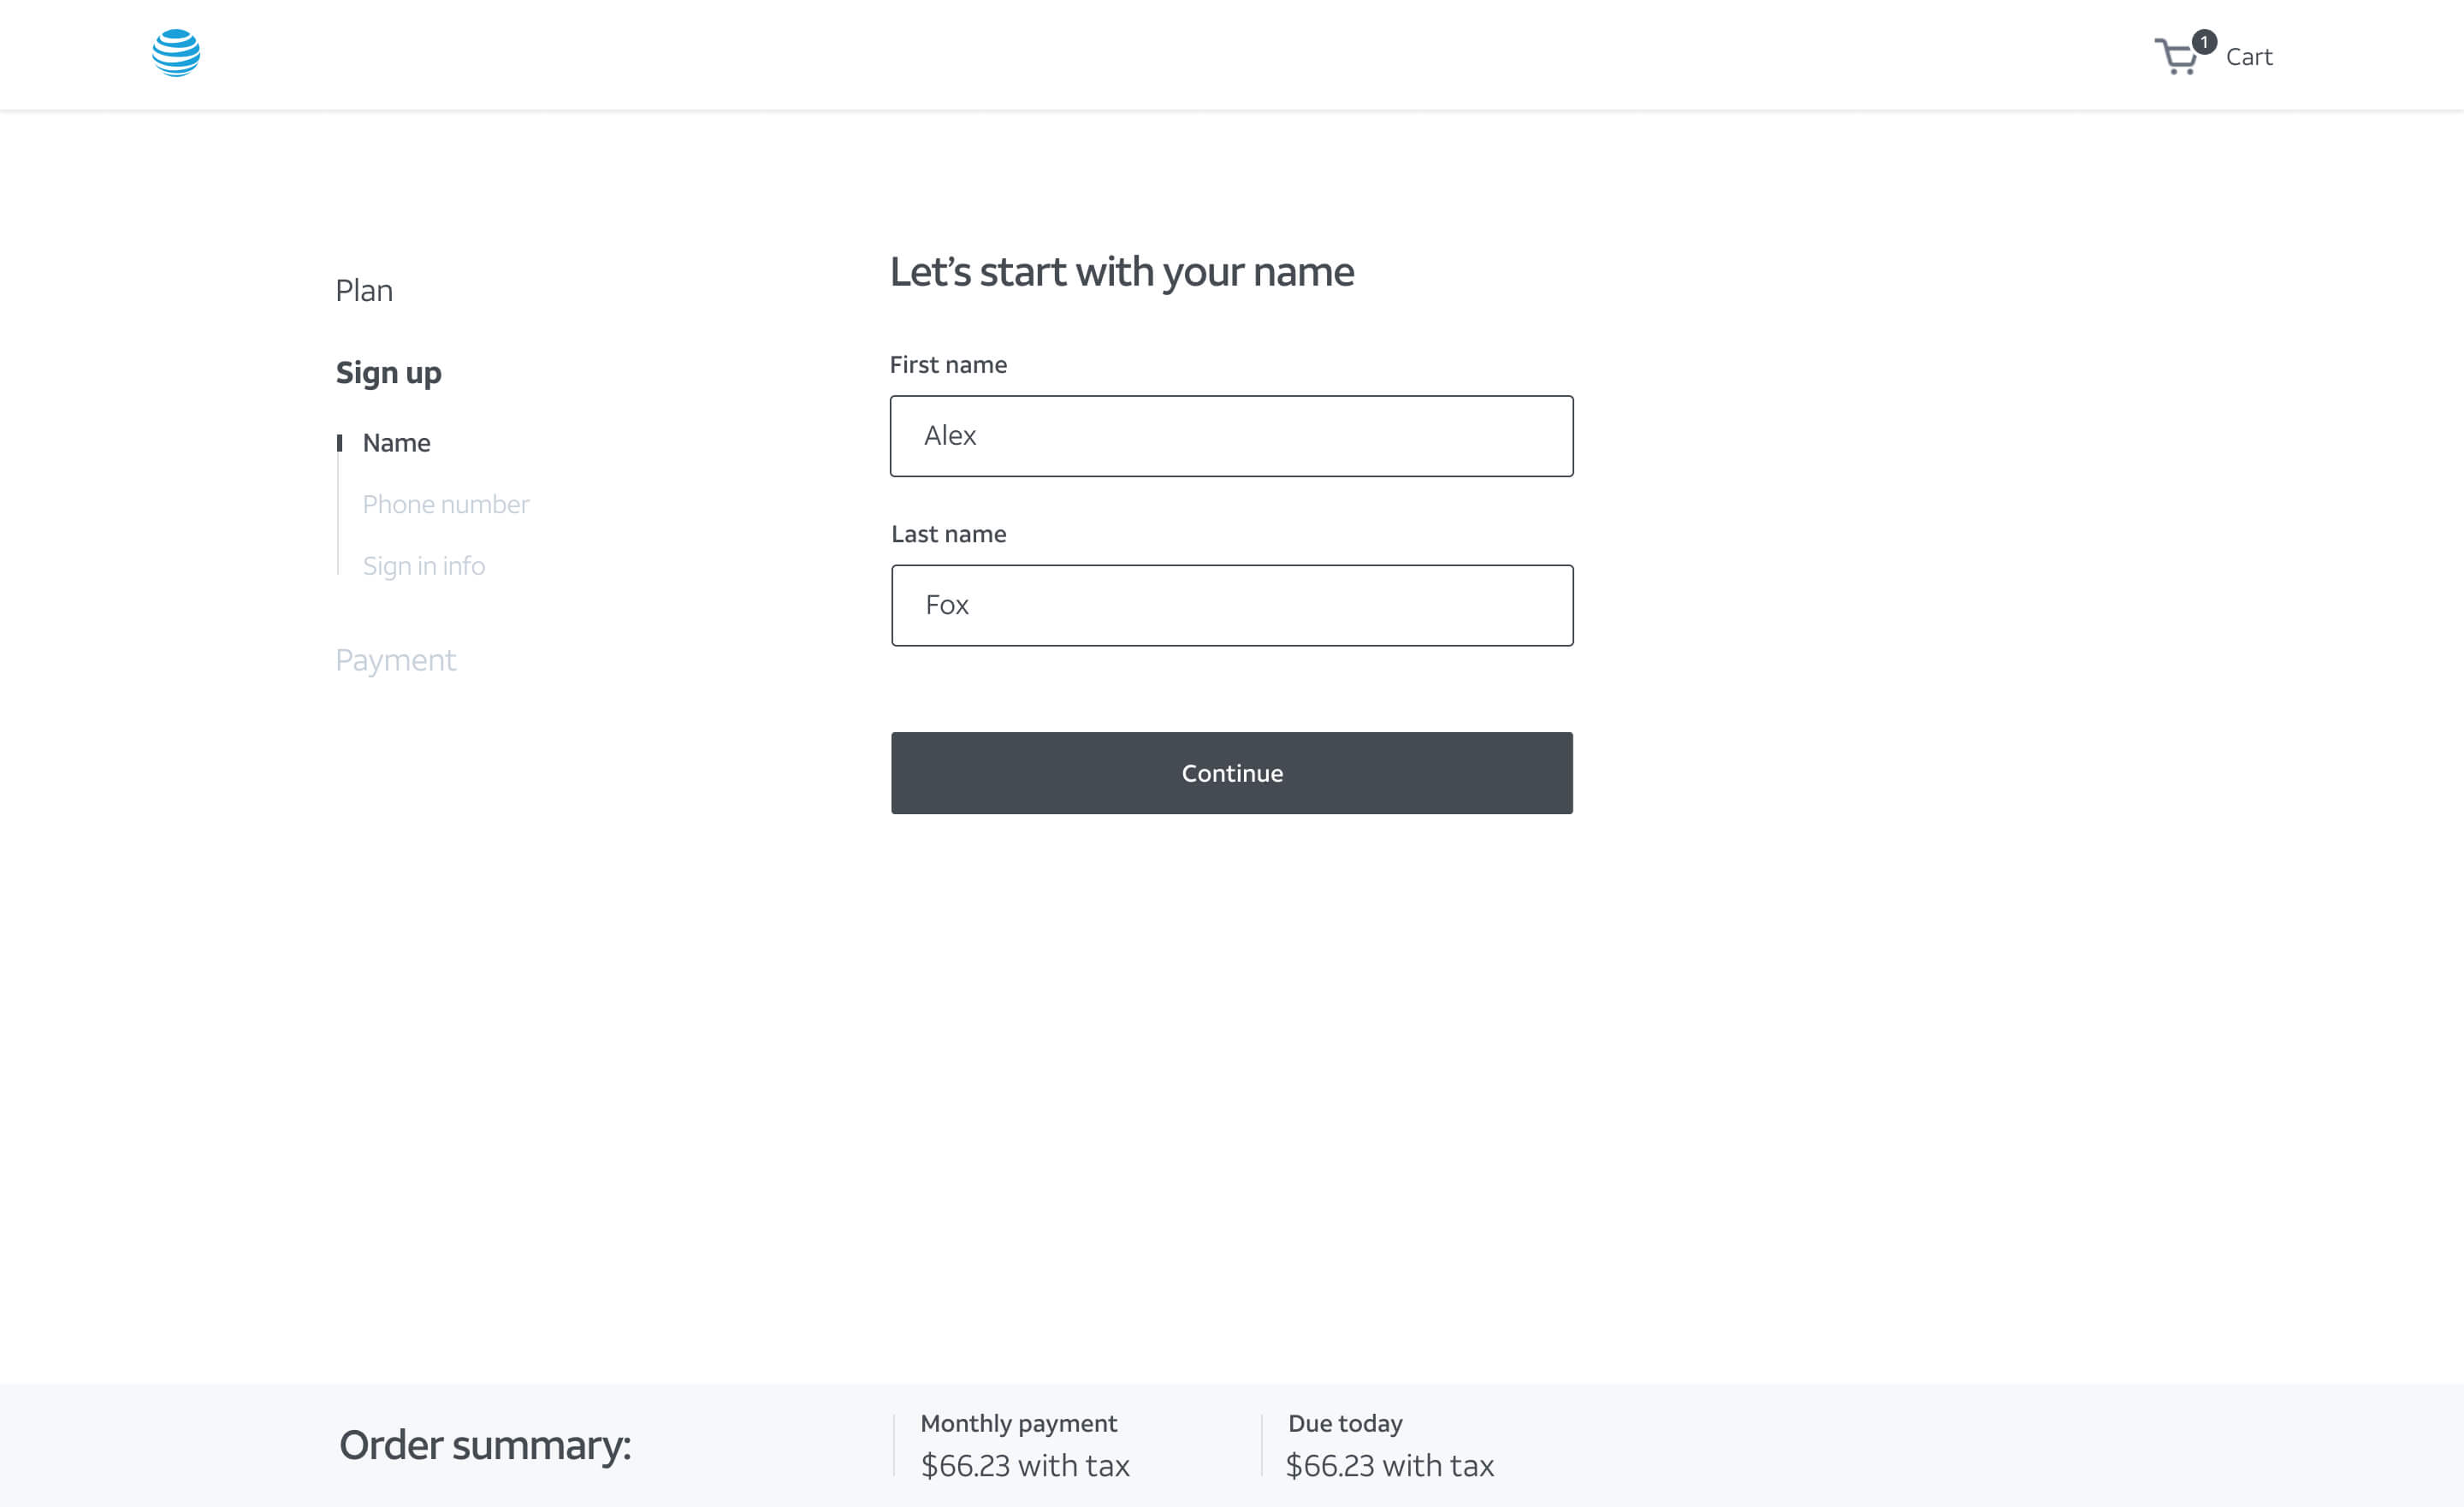 1
Cart
Plan
Sign up
Name
Phone number
Sign in info
Payment
Let’s start with your name
First name
Alex
Last name
Fox
Continue
Order summary:
Monthly payment
$66.23 with tax
Due today
$66.23 with tax